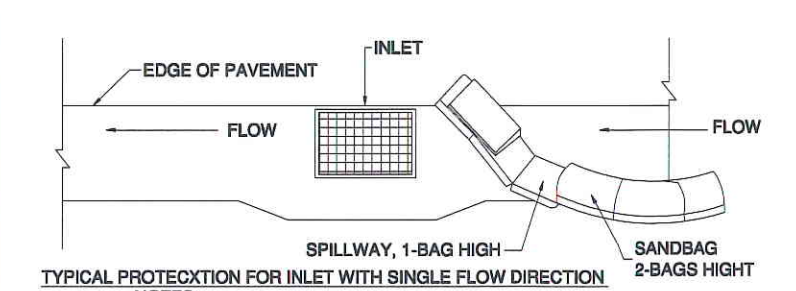 INLET
EDGE OF PAVEMENT
FLOW
FLOW
SPILLWAY, 1-BAG HIGH
SANDBAG
2-BAGS HIGHT
TYPICAL PROTECXTION FOR INLET WITH SINGLE FLOW DIRECTION